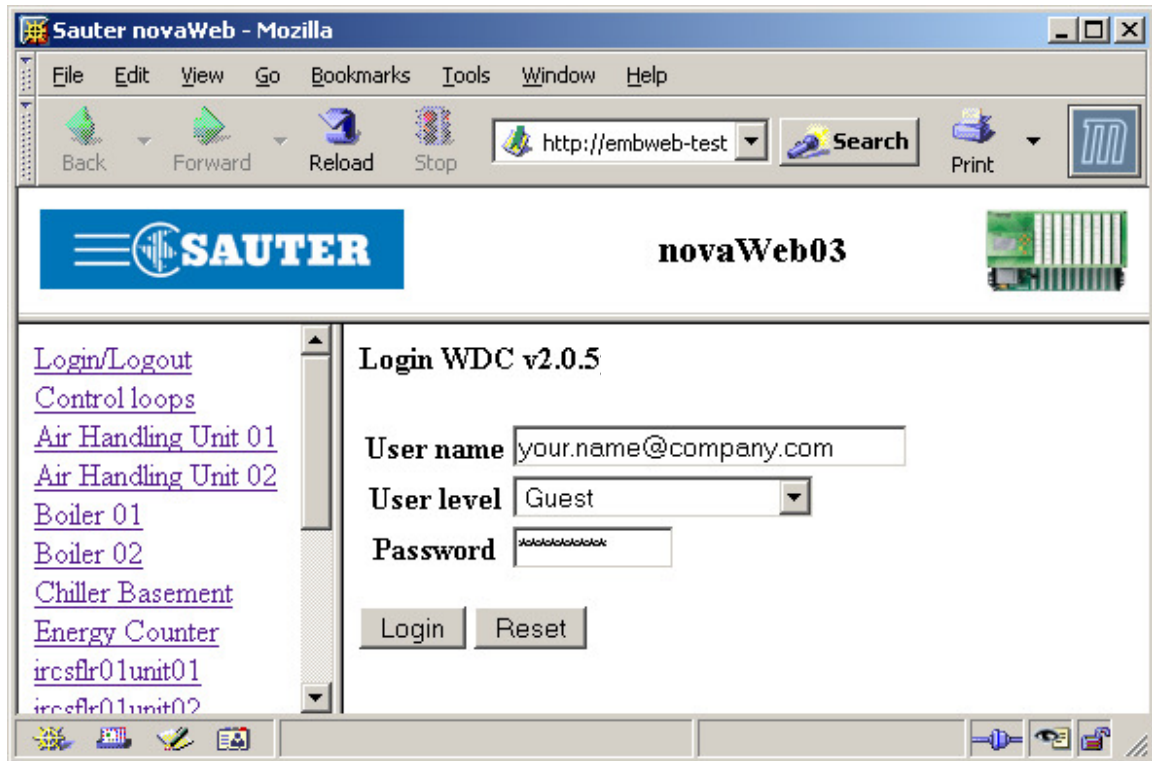 Sauter novaWeb - Mozilla
File Edit View Go Bookmarks Tools Window Help
Back Forward Reload Stop http://embweb-test Search Print
SAUTER novaWeb03
Login/Logout
Control loops
Air Handling Unit 01
Air Handling Unit 02
Boiler 01
Boiler 02
Chiller Basement
Energy Counter
ircsflr01unit01
ircsflr01unit02
Login WDC v2.0.5
User name your.name@company.com
User level Guest
Password ***********
Login Reset